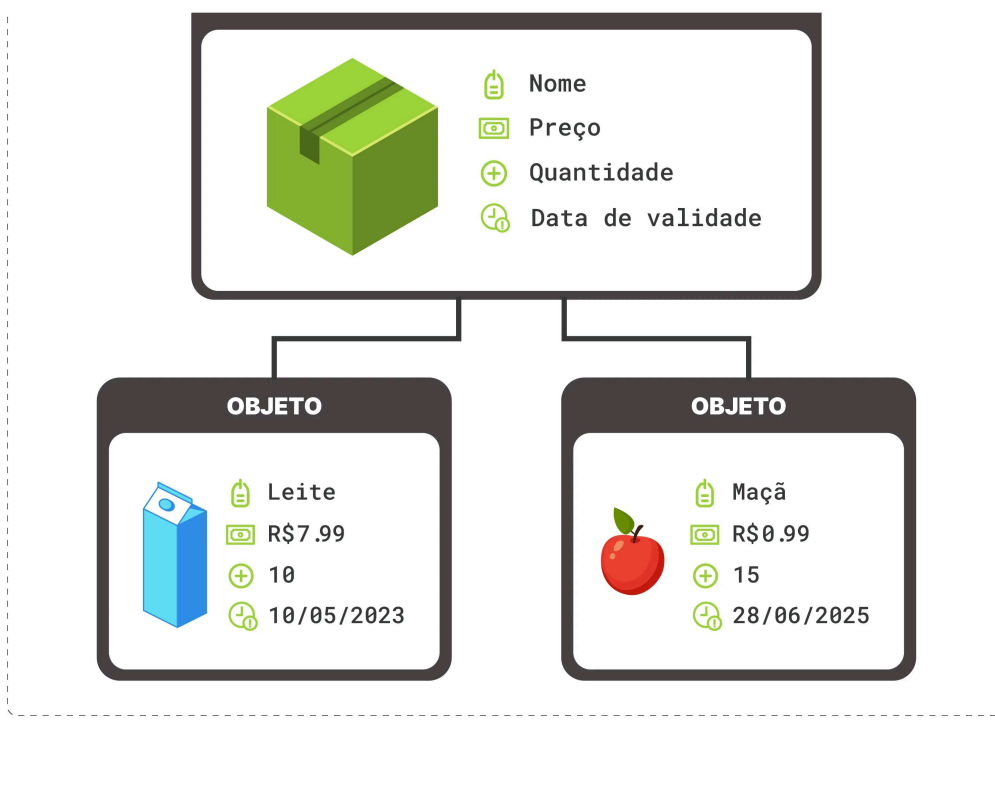 Nome
Preço
Quantidade
Data de validade
OBJETO
Leite
R$7.99
10
10/05/2023
OBJETO
Maçã
R$0.99
15
28/06/2025